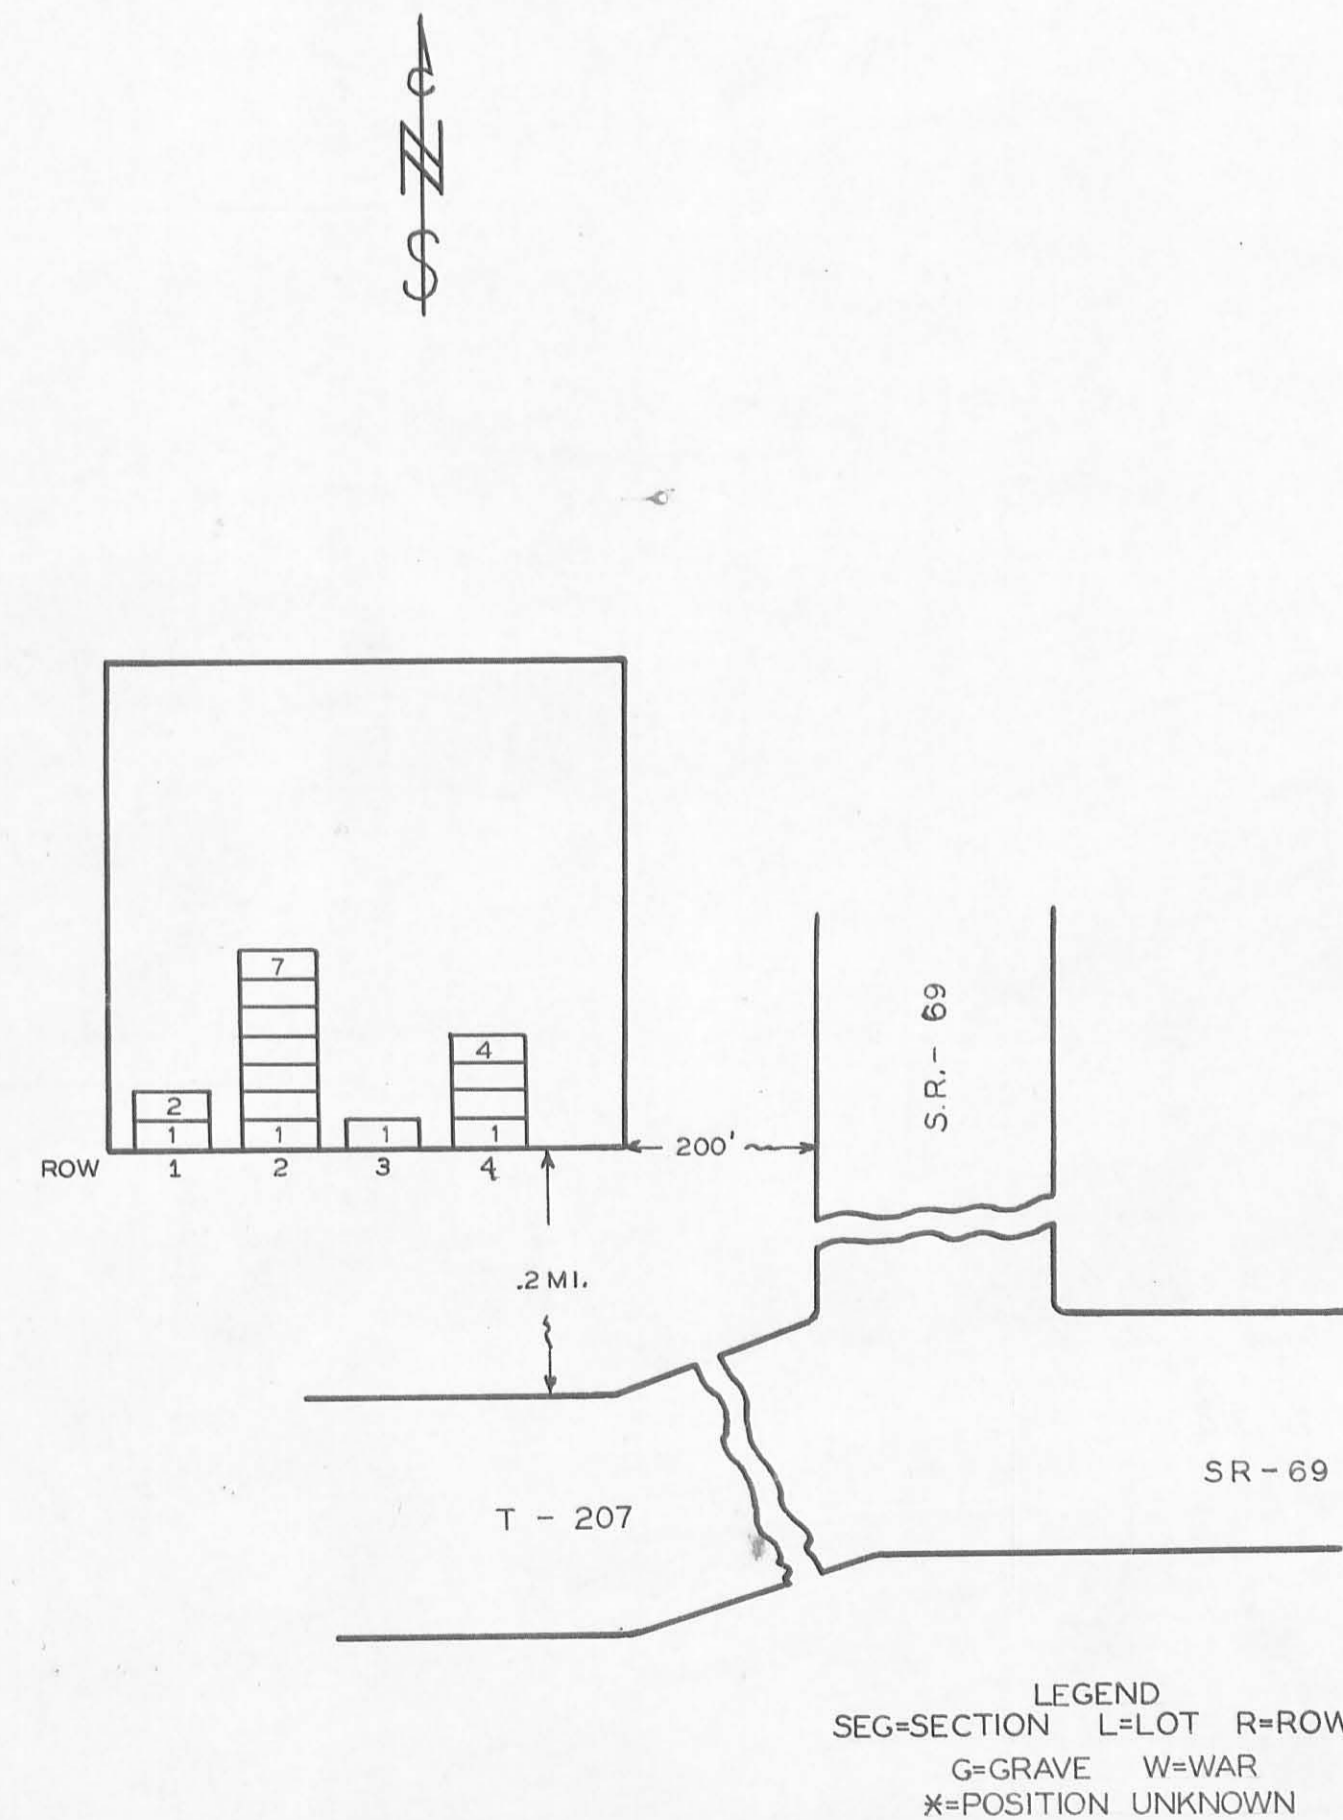 N
S
7
4
2
1 1 1 1
ROW 1 2 3 4
200'
S.R. - 69
.2 MI.
SR - 69
T - 207
LEGEND
SEG=SECTION L=LOT R=ROW
G=GRAVE W=WAR
*=POSITION UNKNOWN